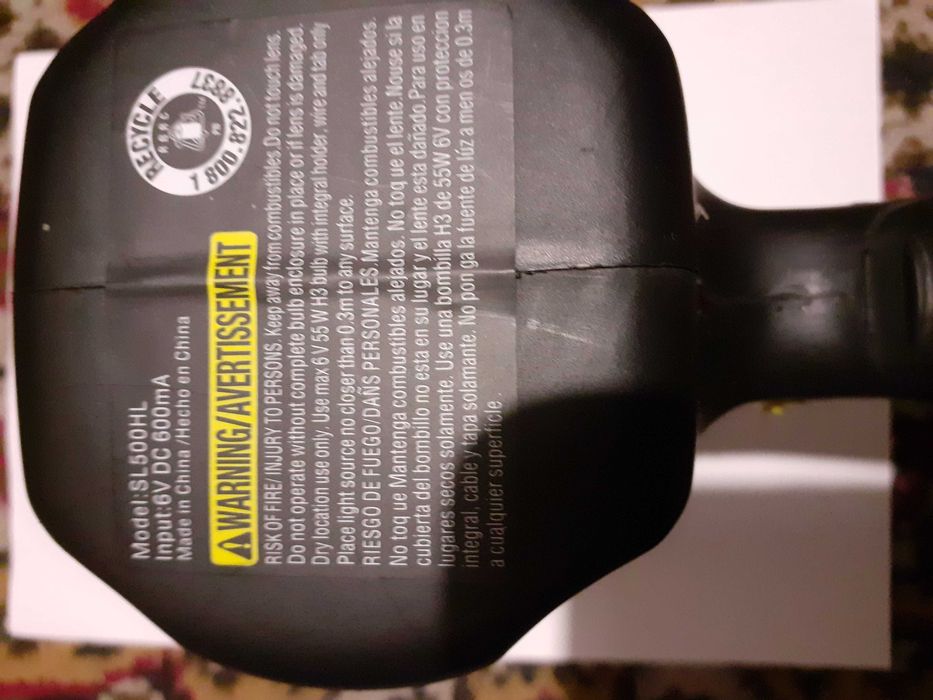 Model:SL500HL
Input:6V DC 600mA
Made in China /Hecho en China
RECYCLE
RBRC
Pb
1 800.822.8837
WARNING/AVERTISSEMENT
RISK OF FIRE/ INJURY TO PERSONS. Keep away from combustibles.Do not touch lens.
Do not operate without complete bulb enclosure in place or if lens is damaged.
Dry location use only. Use max 6 V 55 W H3 bulb with integral holder, wire and tab only
Place light source no closer than 0.3m to any surface.
RIESGO DE FUEGO/DAÑS PERSONALES.Mantenga combustibles alejados.
No toq ue Mantenga combustibles alejados. No toq ue el lente.Nouse si la
cubierta del bombillo no esta en su lugar y el lente esta dañado.Para uso en
lugares secos solamente. Use una bombilla H3 de 55W 6V con proteccion
integral, cable y tapa solamante. No pon ga la fuente de lúz a men os de 0.3m
a cualquier superficie.